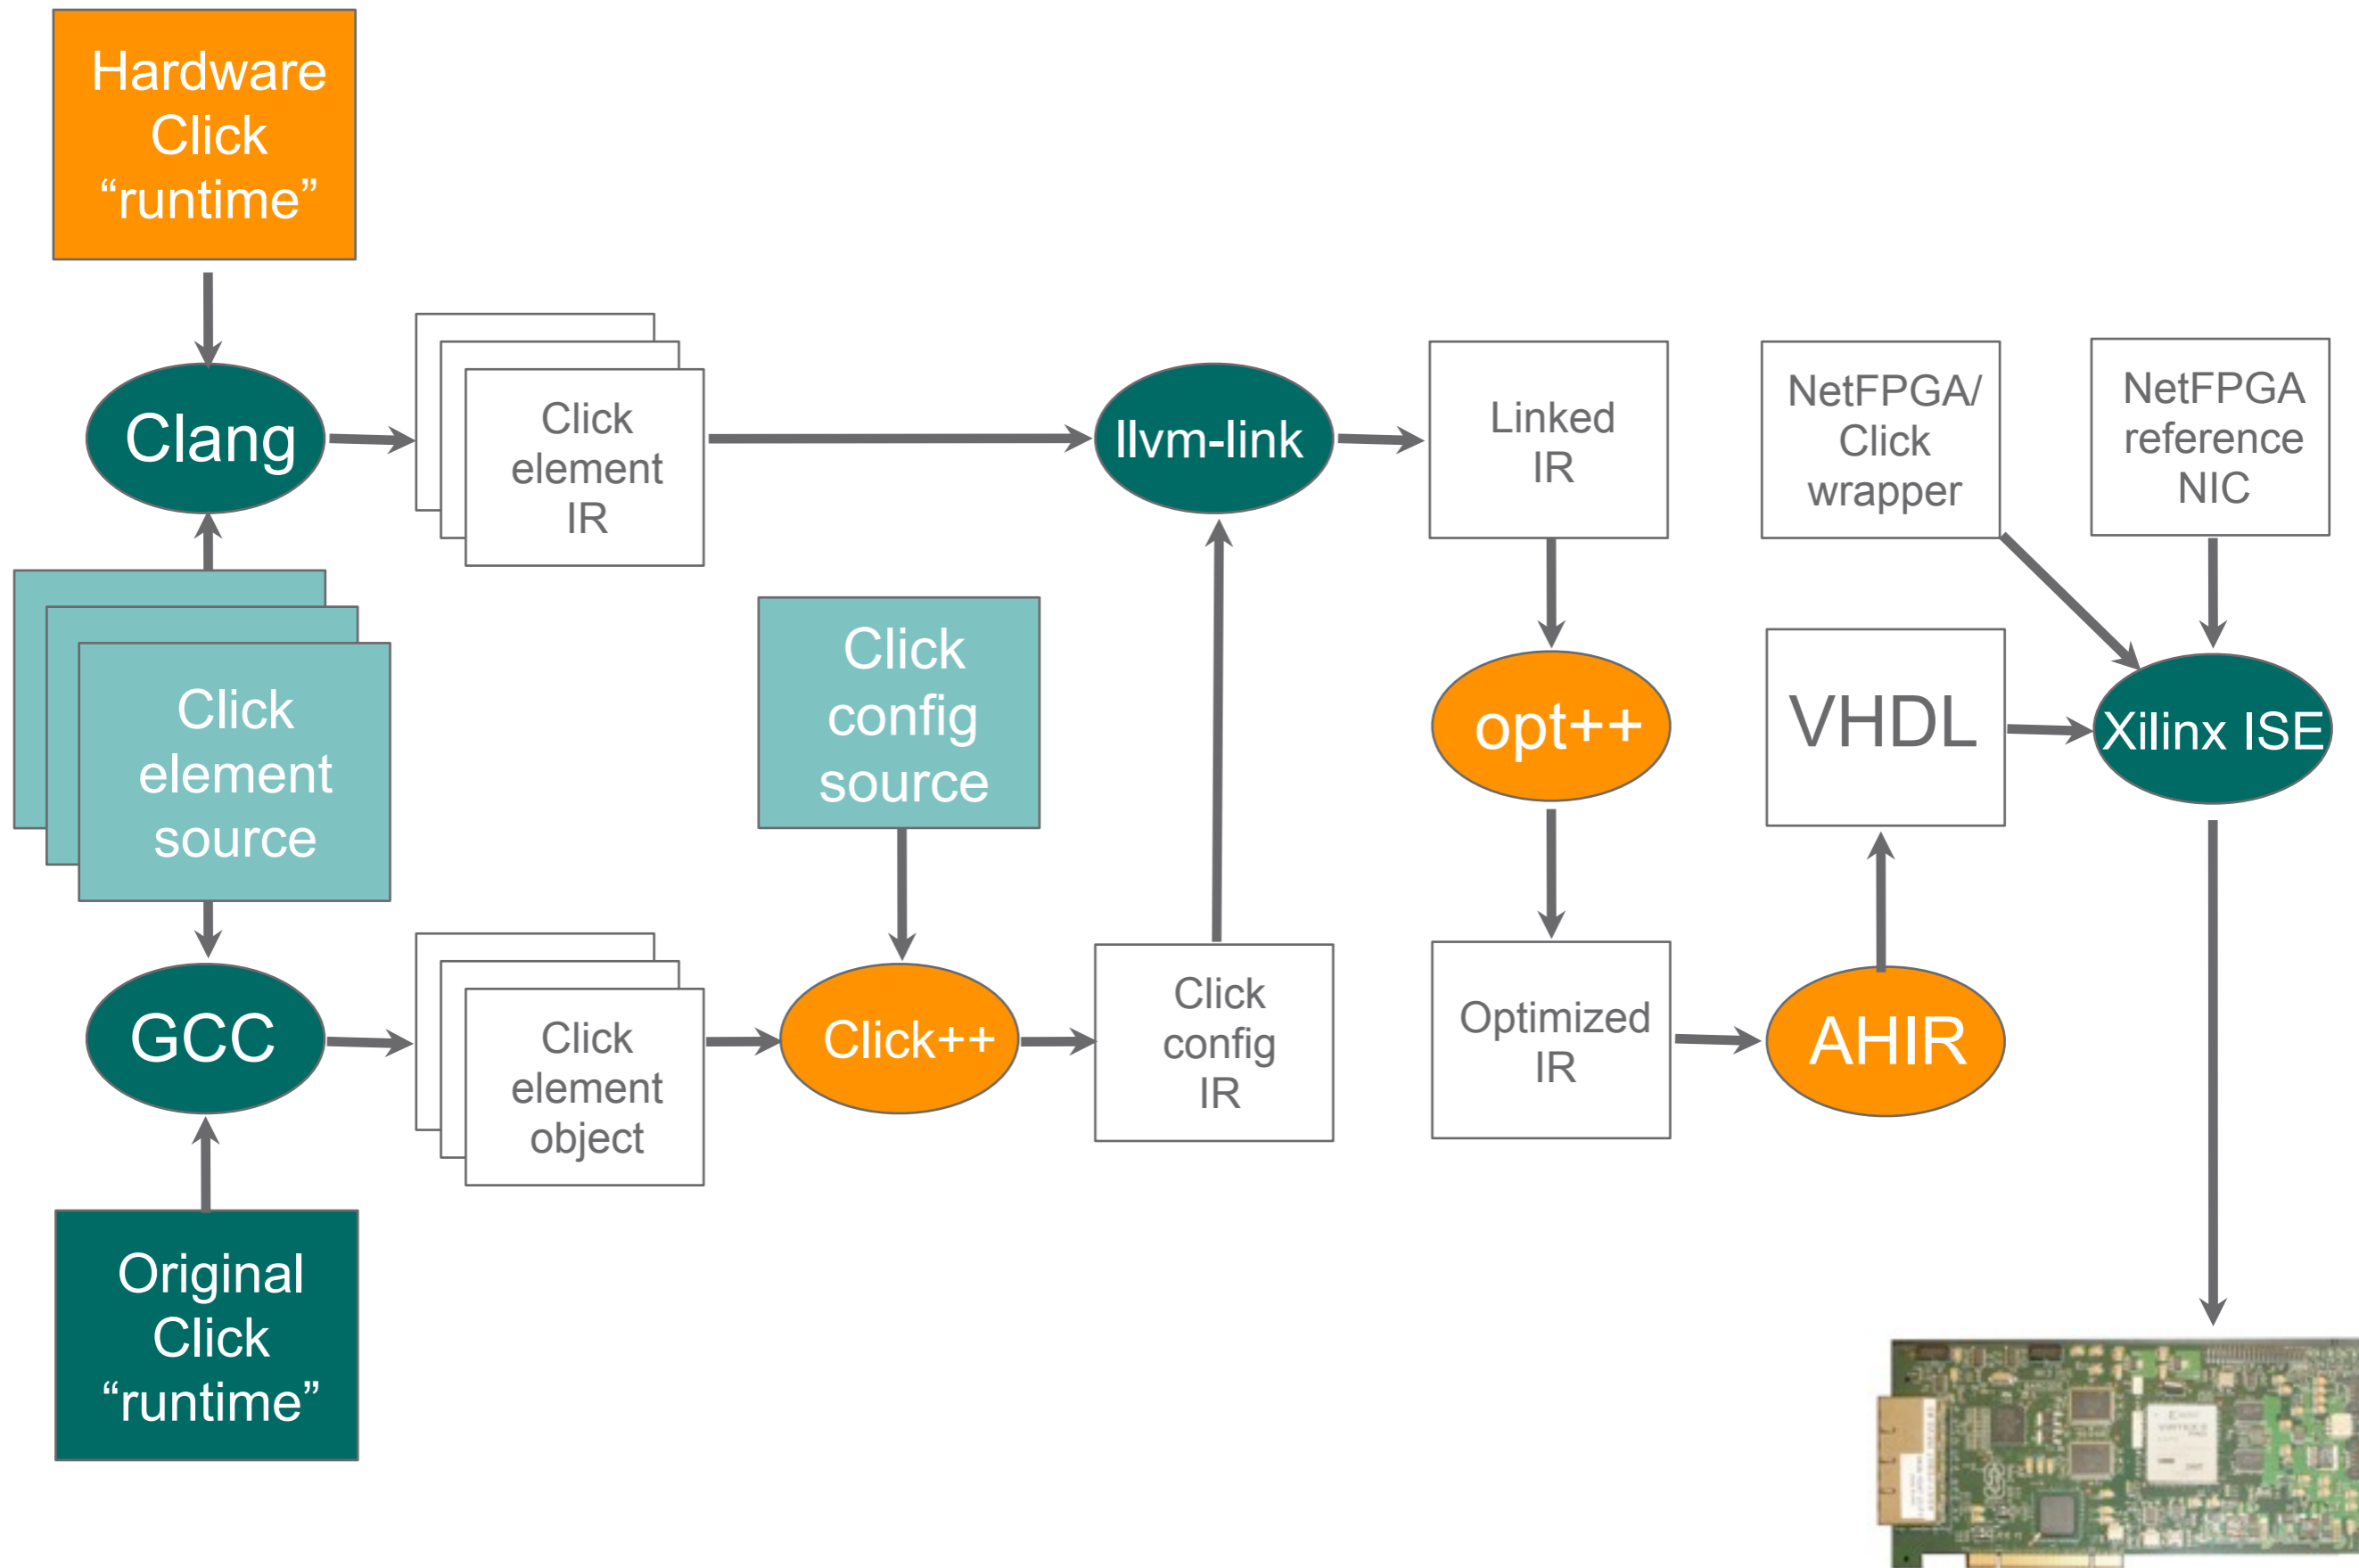 Hardware
Click
“runtime”
Clang
Click
element
IR
llvm-link
Linked
IR
NetFPGA/
Click
wrapper
NetFPGA
reference
NIC
Click
element
source
Click
config
source
opt++
VHDL
Xilinx ISE
GCC
Click
element
object
Click++
Click
config
IR
Optimized
IR
AHIR
Original
Click
“runtime”